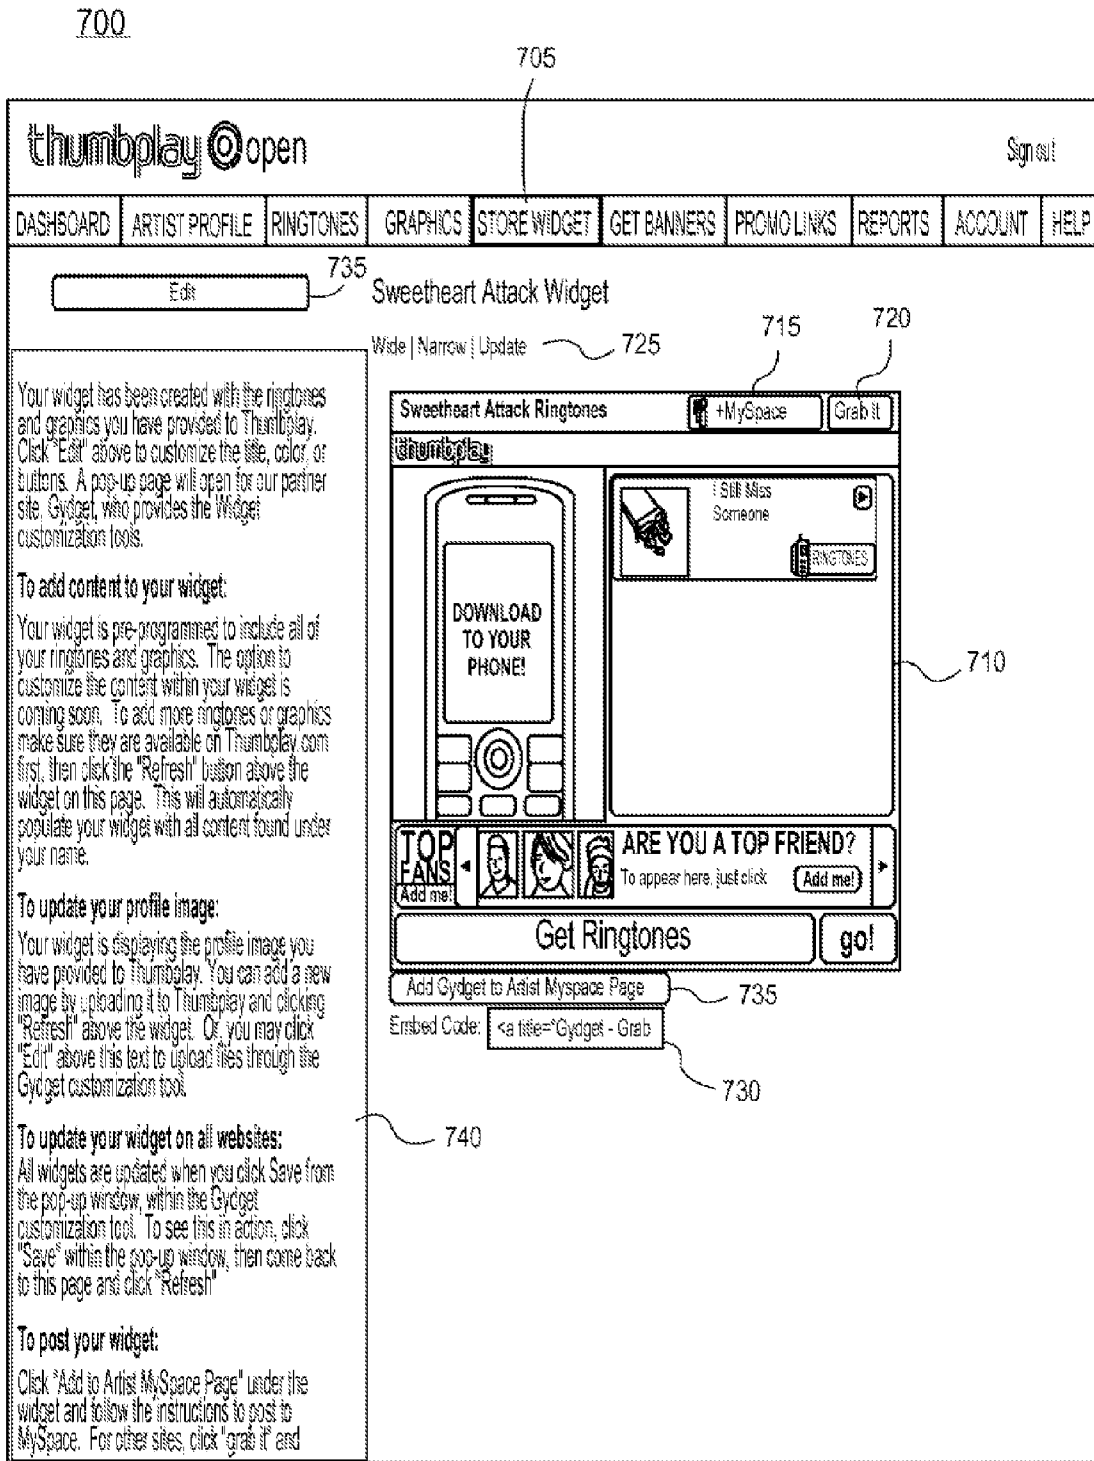 700
705
thumbplay open
Sign out
DASHBOARD ARTIST PROFILE RINGTONES GRAPHICS STORE WIDGET GET BANNERS PROMO LINKS REPORTS ACCOUNT HELP
Edit
735
Sweetheart Attack Widget
Wide | Narrow | Update
725
715
720
Your widget has been created with the ringtones
and graphics you have provided to Thumbplay.
Click "Edit" above to customize the title, color, or
buttons. A pop-up page will open for our partner
site, Gydget, who provides the Widget
customization tools.
To add content to your widget:
Your widget is pre-programmed to include all of
your ringtones and graphics. The option to
customize the content within your widget is
coming soon. To add more ringtones or graphics
make sure they are available on Thumbplay.com
first, then click the "Refresh" button above the
widget on this page. This will automatically
populate your widget with all content found under
your name.
To update your profile image:
Your widget is displaying the profile image you
have provided to Thumbplay. You can add a new
image by uploading it to Thumbplay and clicking
"Refresh" above the widget. Or, you may click
"Edit" above this text to upload files through the
Gydget customization tool.
To update your widget on all websites:
All widgets are updated when you click Save from
the pop-up window, within the Gydget
customization tool. To see this in action, click
"Save" within the pop-up window, then come back
to this page and click "Refresh"
To post your widget:
Click "Add to Artist MySpace Page" under the
widget and follow the instructions to post to
MySpace. For other sites, click "grab it" and
740
Sweetheart Attack Ringtones
+MySpace
Grab it
thumbplay
DOWNLOAD
TO YOUR
PHONE!
I Still Miss
Someone
RINGTONES
710
TOP
FANS
Add me!
ARE YOU A TOP FRIEND?
To appear here, just click
Add me!
Get Ringtones
go!
Add Gydget to Artist Myspace Page
735
Embed Code: <a title="Gydget - Grab
730